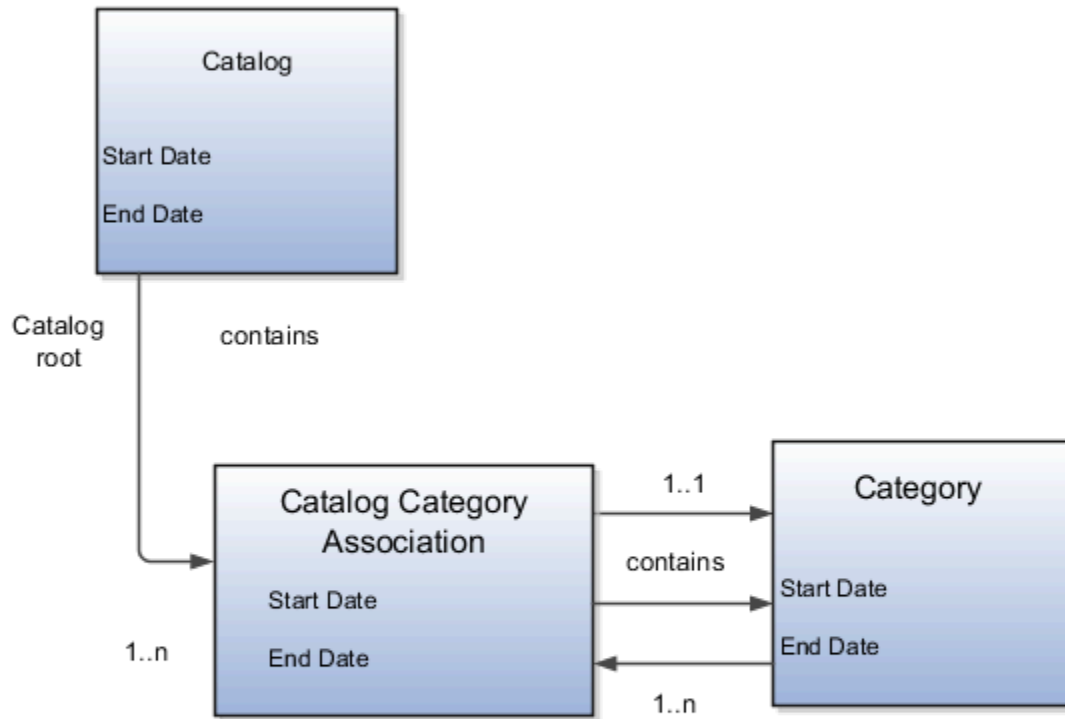 Catalog
Start Date
End Date
Catalog
root
contains
Catalog Category
Association
Start Date
End Date
1..n
1..1
contains
1..n
Category
Start Date
End Date